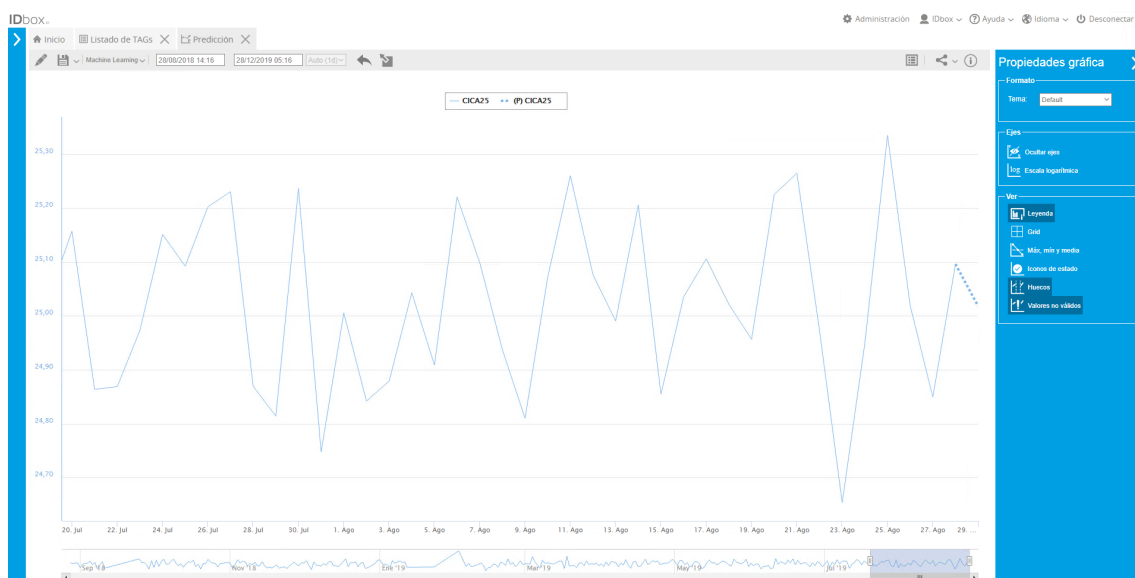 IDbox
Administración IDbox Ayuda Idioma Desconectar
Inicio Listado de TAGs Predicción
Machine Learning 28/08/2018 14:16 28/12/2019 05:16 Auto (1d)
CICA25 (P) CICA25
25,30
25,20
25,10
25,00
24,90
24,80
24,70
20. Jul 22. Jul 24. Jul 26. Jul 28. Jul 30. Jul 1. Ago 3. Ago 5. Ago 7. Ago 9. Ago 11. Ago 13. Ago 15. Ago 17. Ago 19. Ago 21. Ago 23. Ago 25. Ago 27. Ago 29. ...
Sep '18 Nov '18 Ene '19 Mar '19 May '19 Jul '19
Propiedades gráfica
Formato
Tema: Default
Ejes
Ocultar ejes
log Escala logarítmica
Ver
Leyenda
Grid
Máx, mín y media
Iconos de estado
Huecos
Valores no válidos